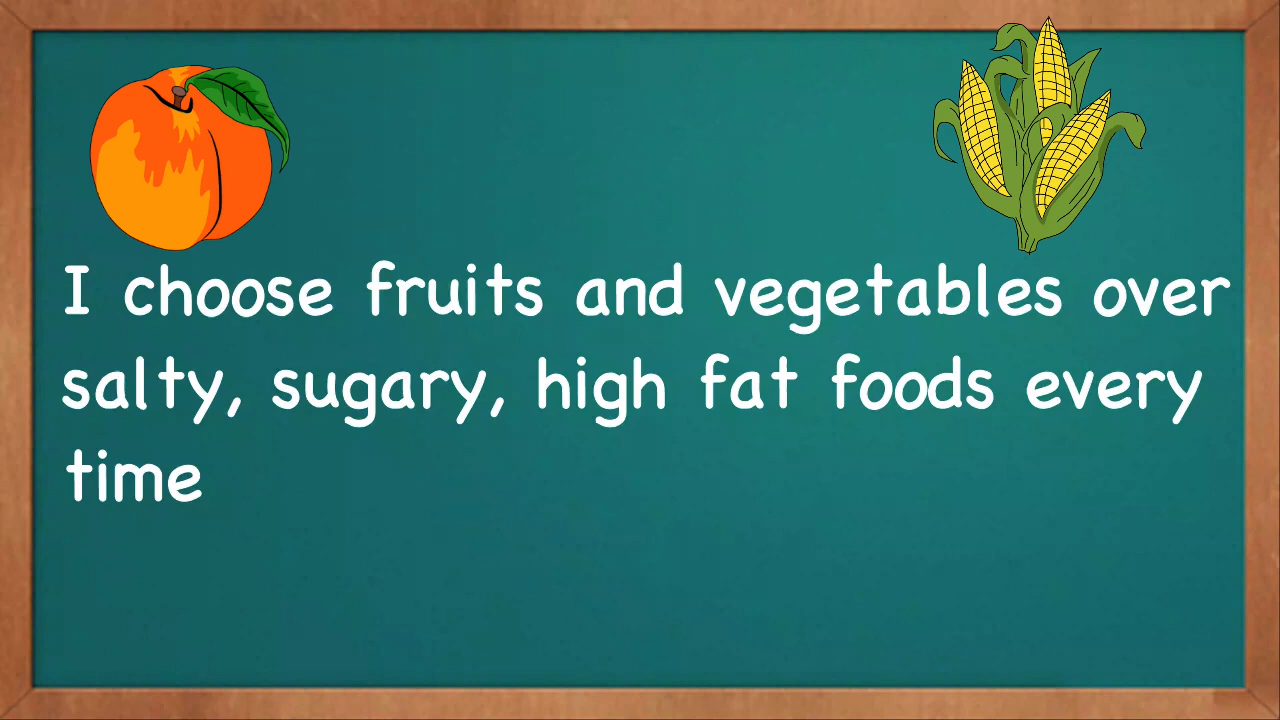 I choose fruits and vegetables over
salty, sugary, high fat foods every
time